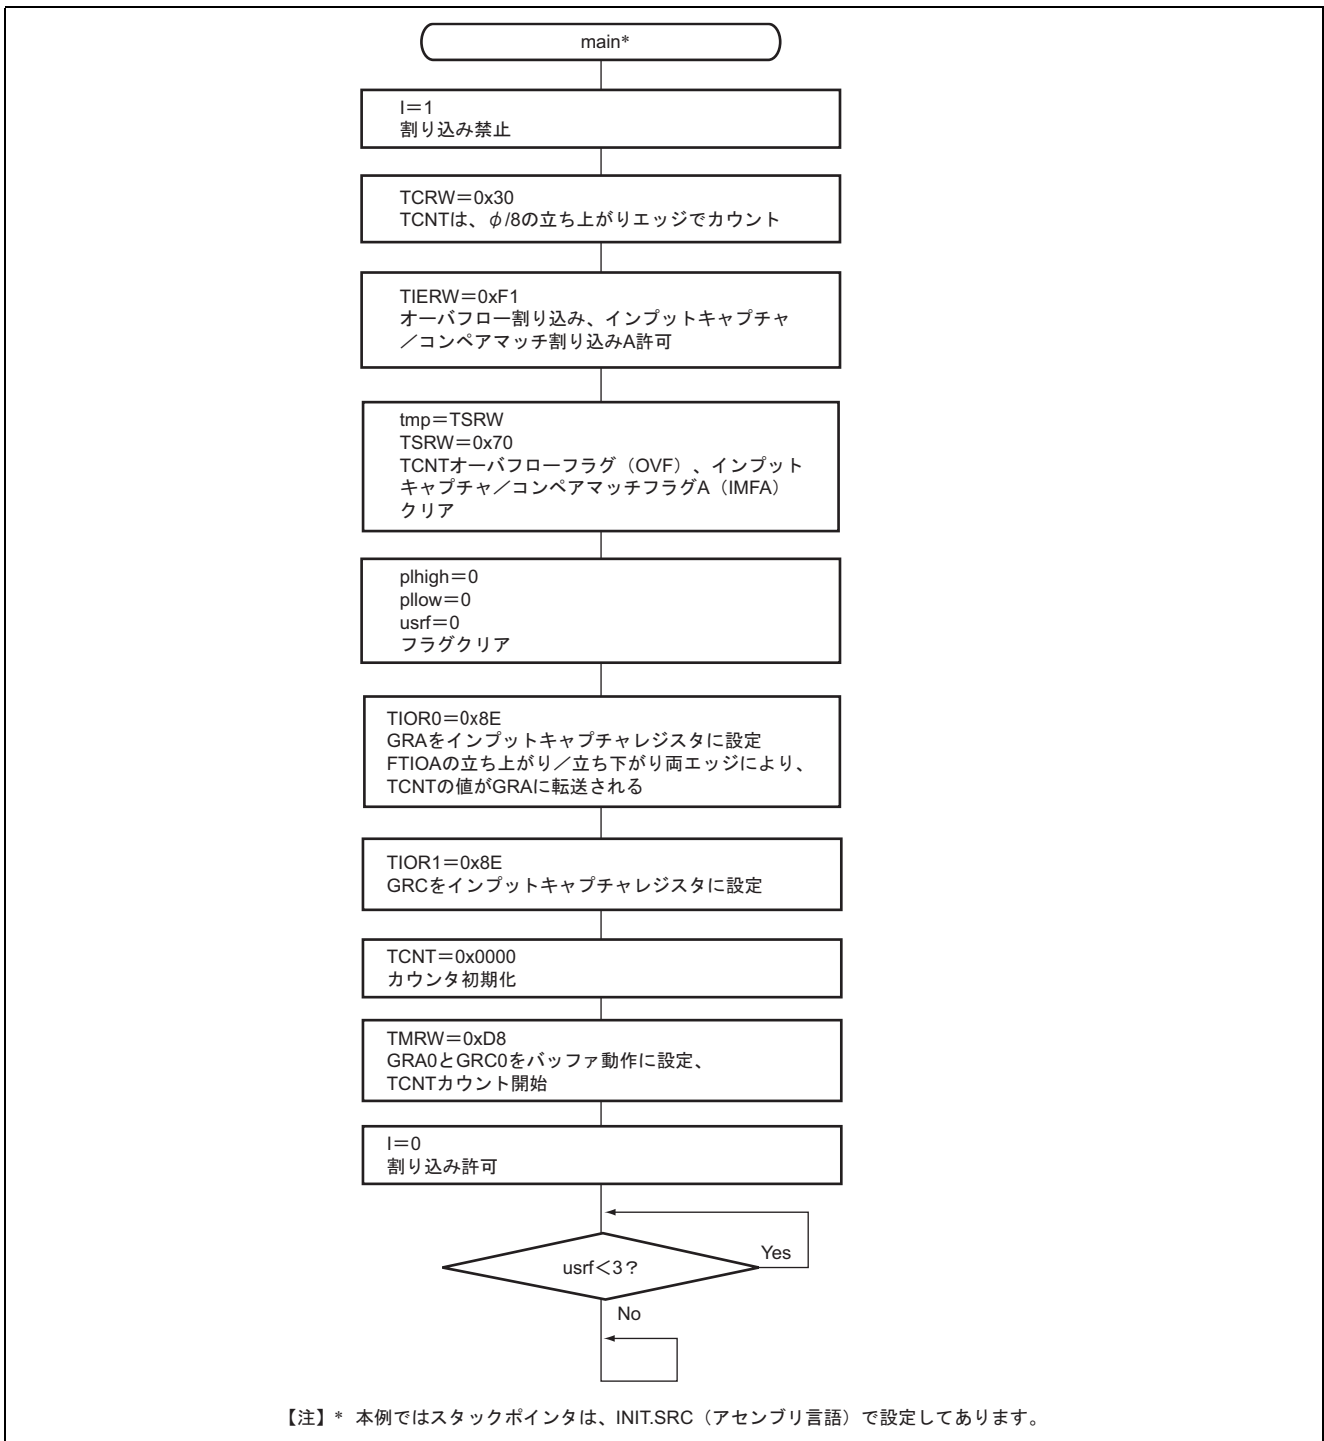 main*
I＝1
割り込み禁止
TCRW＝0x30
TCNTは、φ/8の立ち上がりエッジでカウント
TIERW＝0xF1
オーバフロー割り込み、インプットキャプチャ
／コンペアマッチ割り込みA許可
tmp＝TSRW
TSRW＝0x70
TCNTオーバフローフラグ（OVF）、インプット
キャプチャ／コンペアマッチフラグA（IMFA）
クリア
plhigh＝0
pllow＝0
usrf＝0
フラグクリア
TIOR0＝0x8E
GRAをインプットキャプチャレジスタに設定
FTIOAの立ち上がり／立ち下がり両エッジにより、
TCNTの値がGRAに転送される
TIOR1＝0x8E
GRCをインプットキャプチャレジスタに設定
TCNT＝0x0000
カウンタ初期化
TMRW＝0xD8
GRA0とGRC0をバッファ動作に設定、
TCNTカウント開始
I＝0
割り込み許可
usrf＜3？
Yes
No
【注】* 本例ではスタックポインタは、INIT.SRC（アセンブリ言語）で設定してあります。